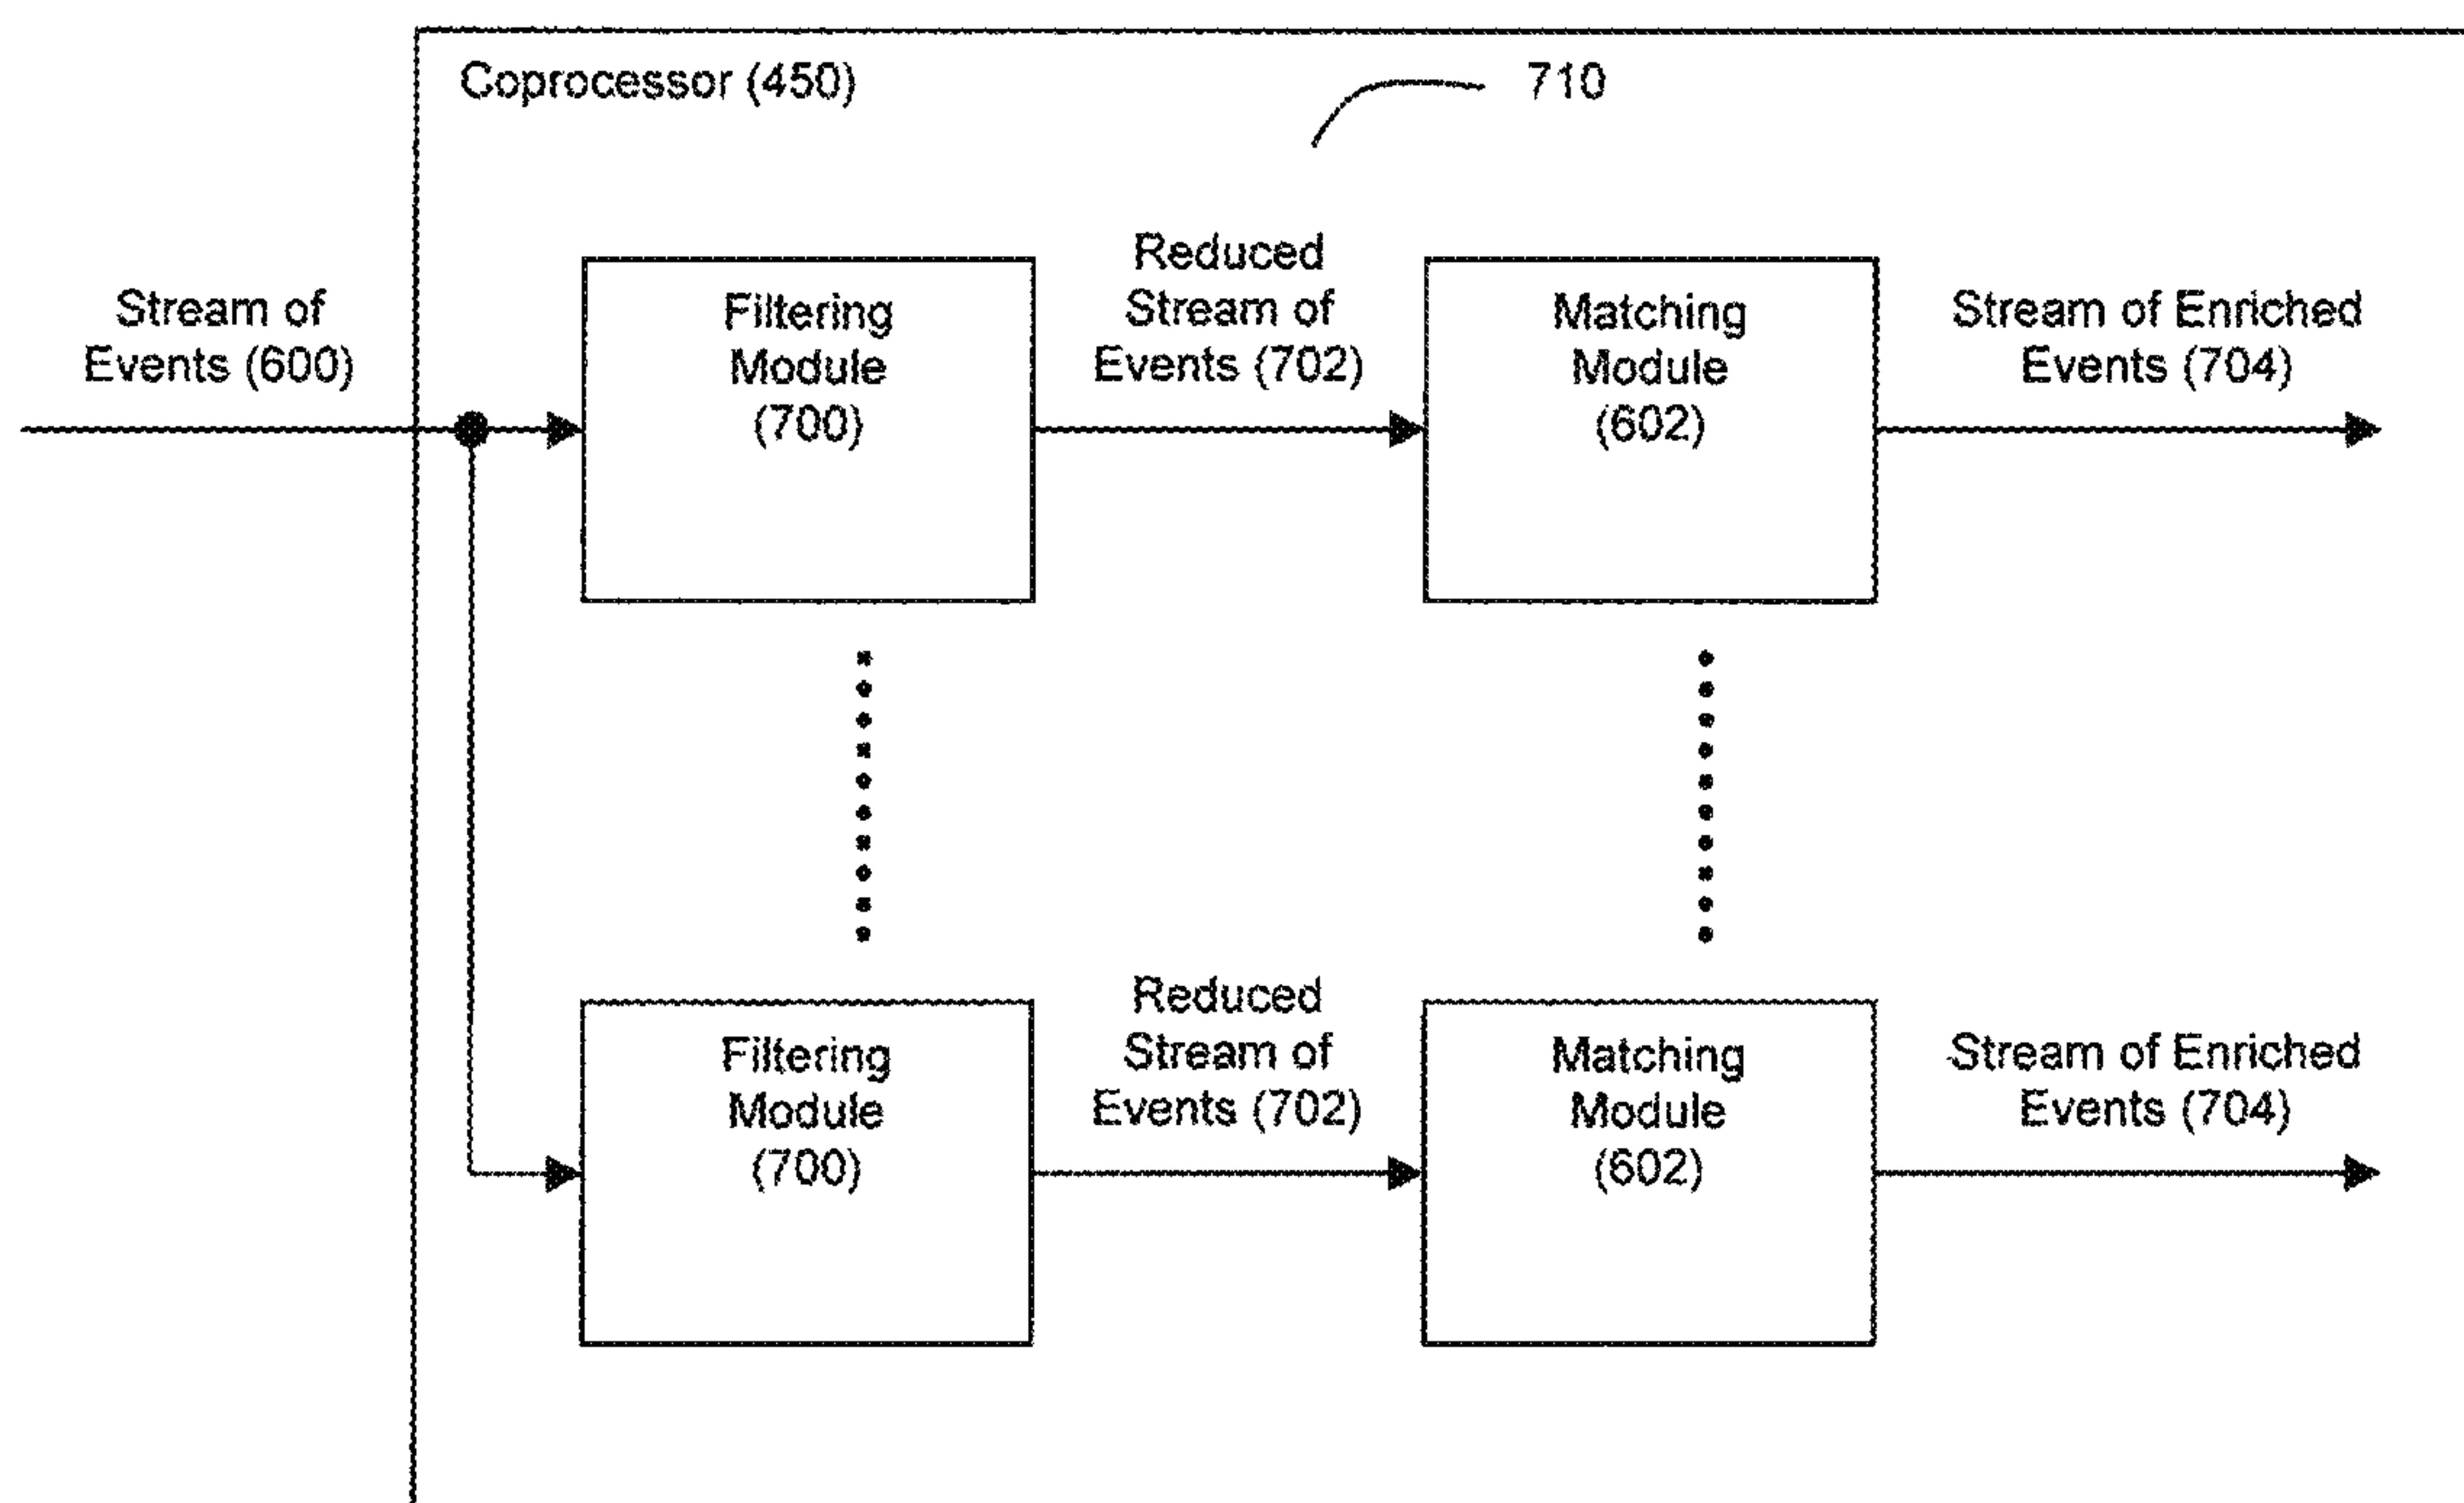 Coprocessor (450)
710
Stream of
Events (600)
Filtering
Module
(700)
Reduced
Stream of
Events (702)
Matching
Module
(602)
Stream of Enriched
Events (704)
Filtering
Module
(700)
Reduced
Stream of
Events (702)
Matching
Module
(602)
Stream of Enriched
Events (704)